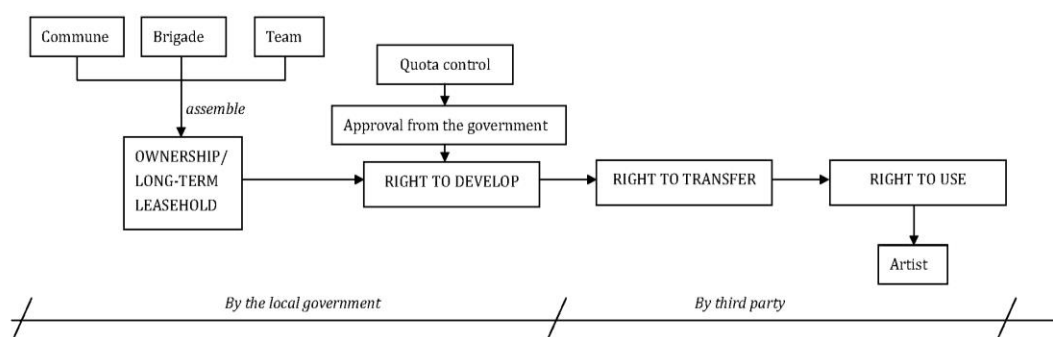 Commune
Brigade
Team
assemble
Quota control
Approval from the government
OWNERSHIP/
LONG-TERM
LEASEHOLD
RIGHT TO DEVELOP
RIGHT TO TRANSFER
RIGHT TO USE
Artist
By the local government
By third party